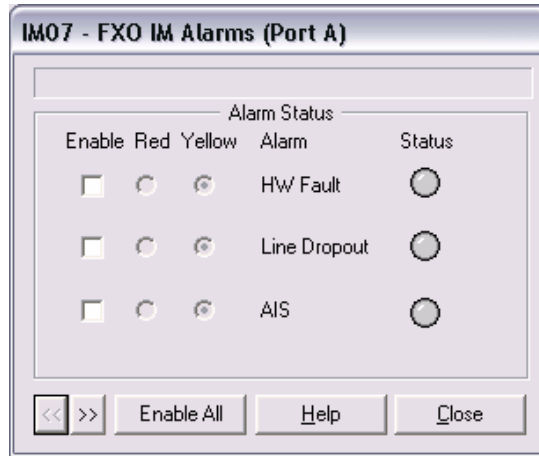 IM07 - FXO IM Alarms (Port A)
Alarm Status
Enable Red Yellow Alarm Status
HW Fault
Line Dropout
AIS
<< >> Enable All Help Close